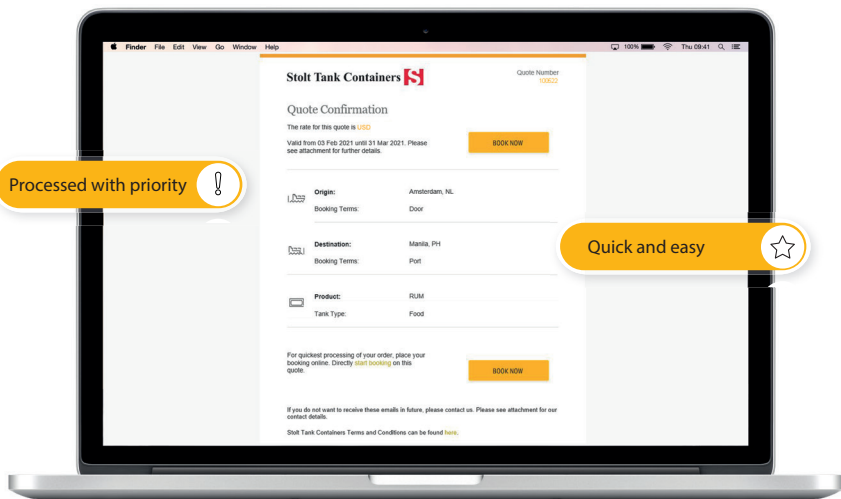 Finder File Edit View Go Window Help 100% Thu 09:41
Stolt Tank Containers S
Quote Number
Quote Confirmation
The rate for this quote is USD
Valid from 03 Feb 2021 until 31 Mar 2021. Please
see attachment for further details.
BOOK NOW
Processed with priority
Origin: Amsterdam, NL
Booking Terms: Door
Quick and easy
Destination: Manila, PH
Booking Terms: Port
Product: RUM
Tank Type: Food
For quickest processing of your order, place your
booking online. Directly start booking on this
quote.
BOOK NOW
If you do not want to receive these emails in future, please contact us. Please see attachment for our
contact details.
Stolt Tank Containers Terms and Conditions can be found here.